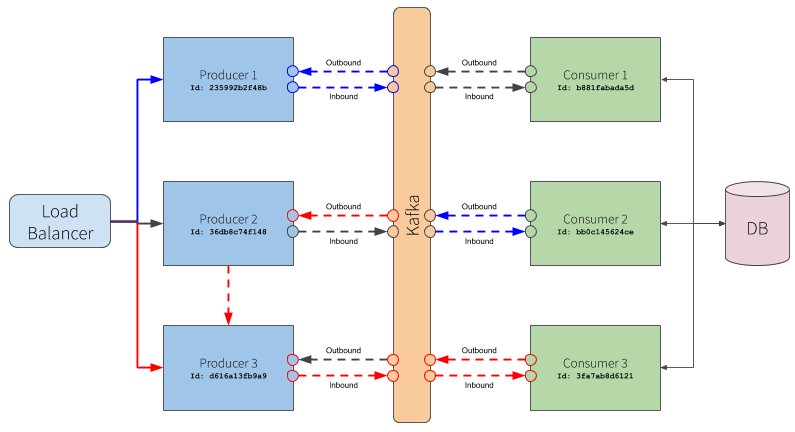 Outbound
Outbound
Producer 1
Id: 235992b2f48b
Consumer 1
Id: b881fabada5d
Inbound
Inbound
Load
Balancer
Outbound
Outbound
Producer 2
Id: 36db8c74f148
Kafka
Consumer 2
Id: bb0c145624ce
DB
Inbound
Inbound
Outbound
Outbound
Producer 3
Id: d616a13fb9a9
Consumer 3
Id: 3fa7ab8d6121
Inbound
Inbound